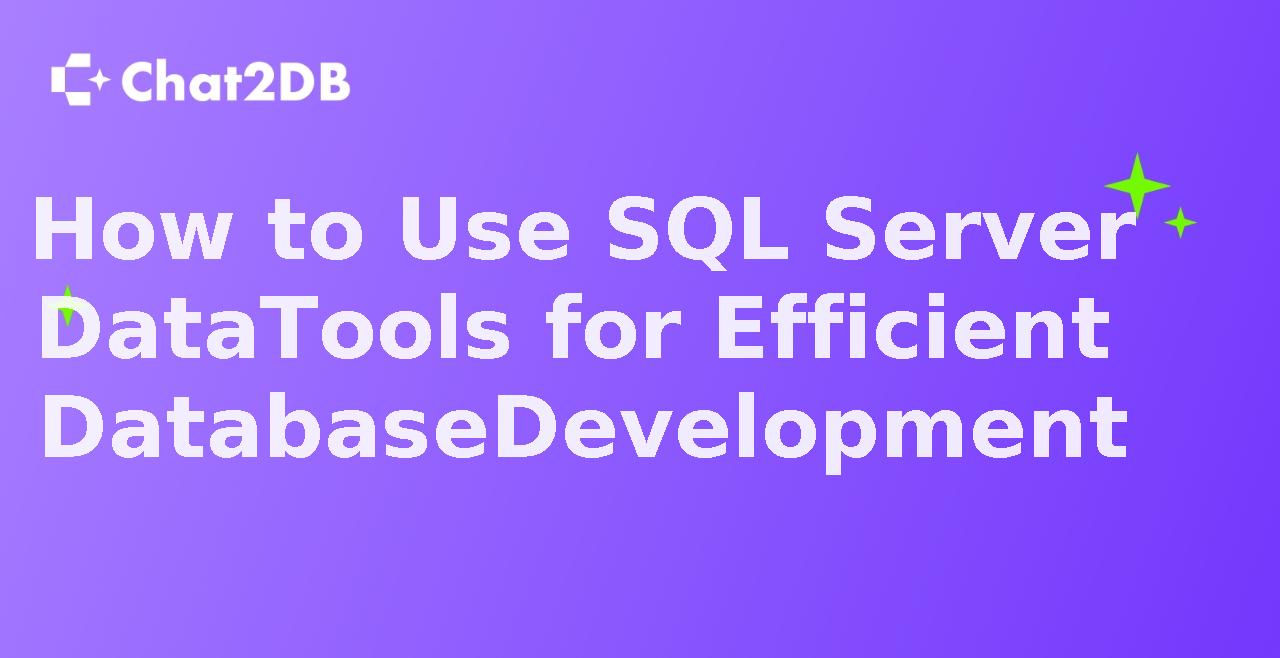 Chat2DB
How to Use SQL Server
DataTools for Efficient
DatabaseDevelopment